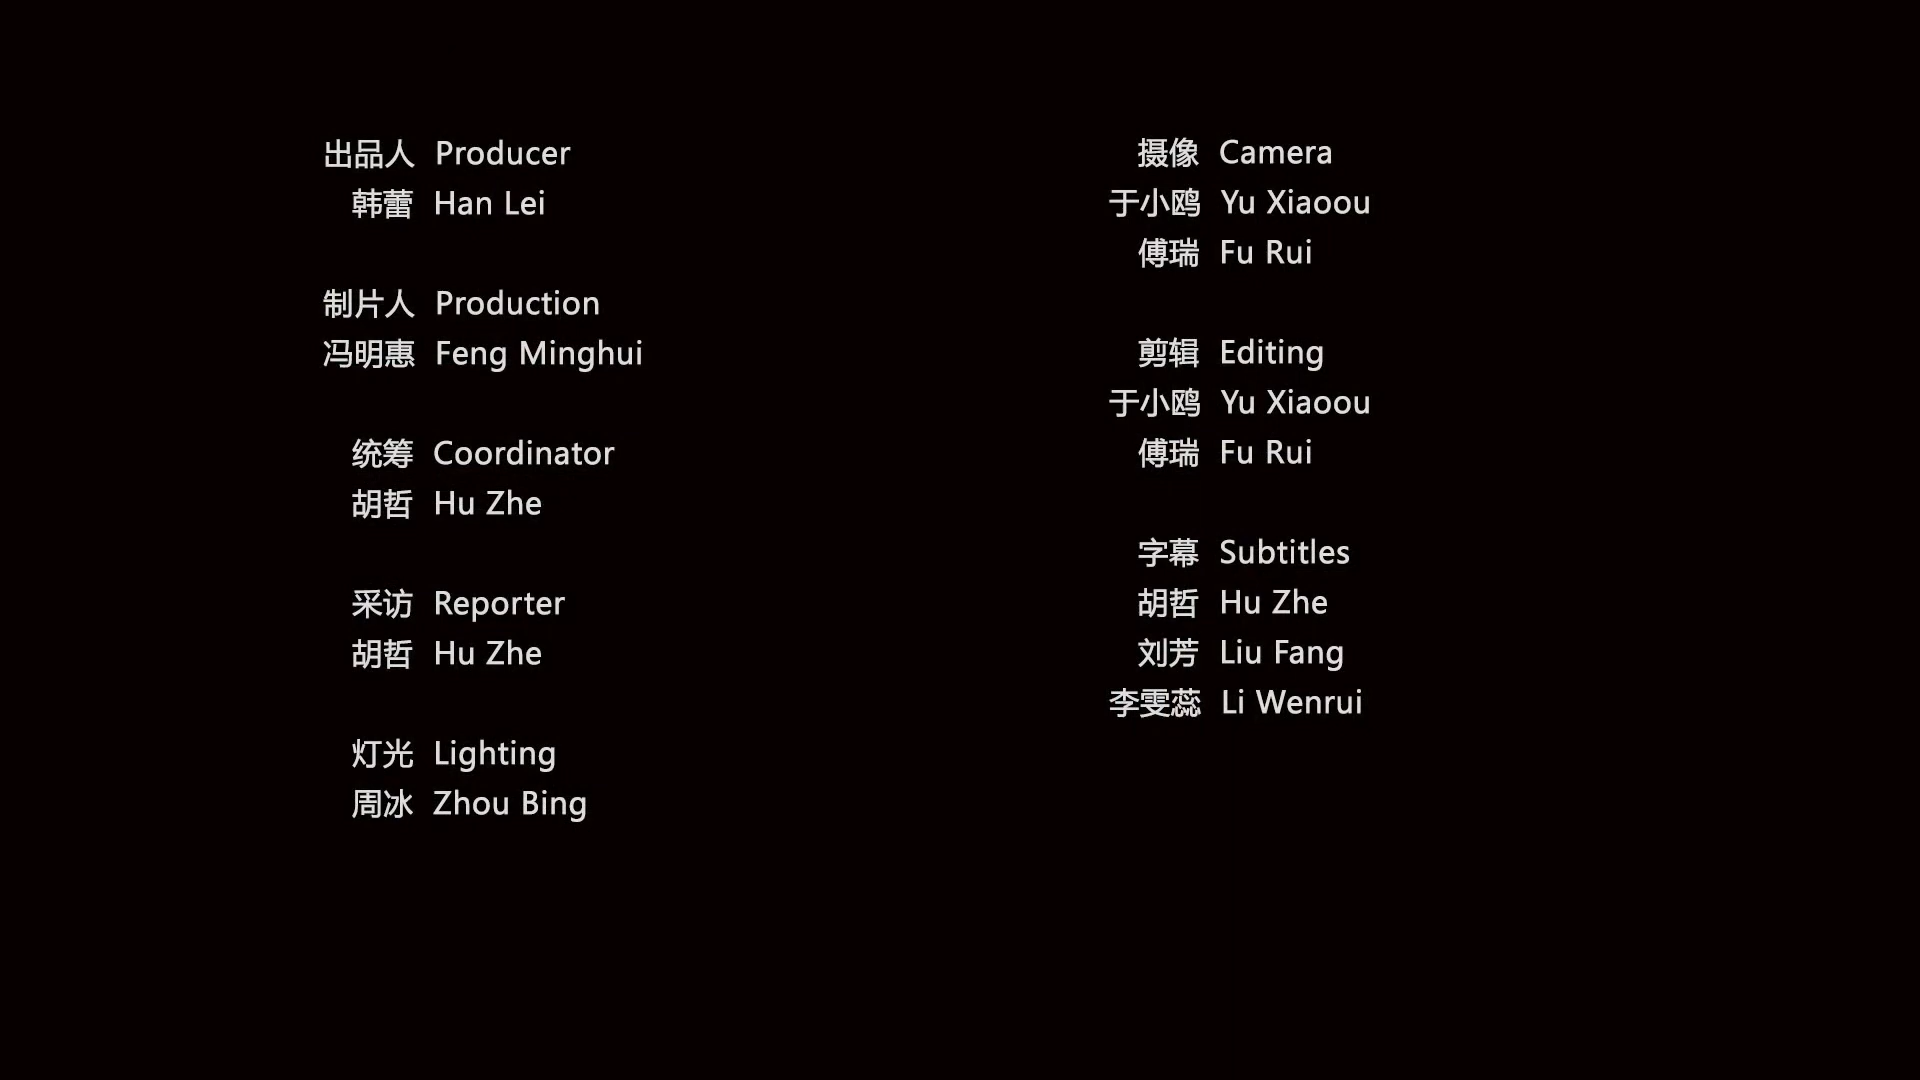 出品人 Producer
韩蕾 Han Lei
制片人 Production
冯明惠 Feng Minghui
统筹 Coordinator
胡哲 Hu Zhe
采访 Reporter
胡哲 Hu Zhe
灯光 Lighting
周冰 Zhou Bing
摄像 Camera
于小鸥 Yu Xiaoou
傅瑞 Fu Rui
剪辑 Editing
于小鸥 Yu Xiaoou
傅瑞 Fu Rui
字幕 Subtitles
胡哲 Hu Zhe
刘芳 Liu Fang
李雯蕊 Li Wenrui